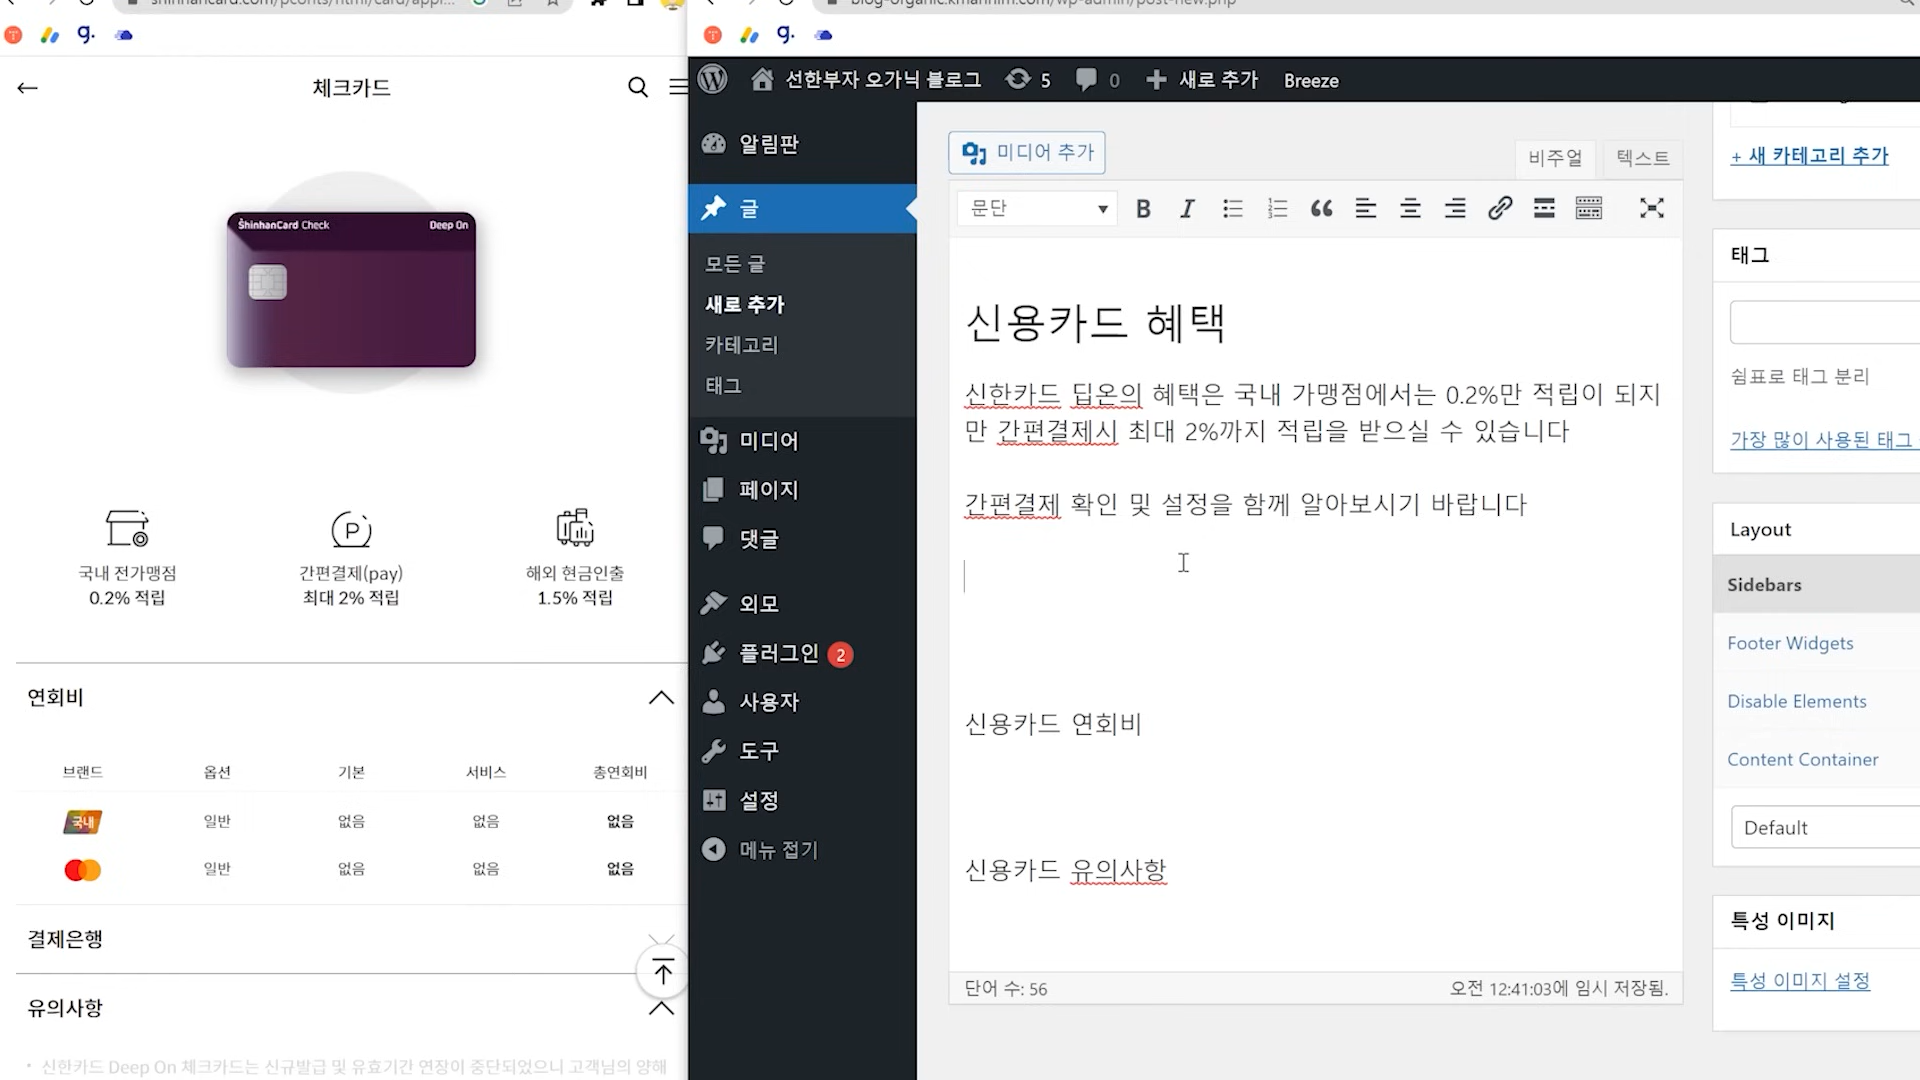 shinhancard.com/pconts/html/card/appl...
체크카드
ShinhanCard Check
Deep On
국내 전가맹점
0.2% 적립
간편결제(pay)
최대 2% 적립
해외 현금인출
1.5% 적립
연회비
브랜드 옵션 기본 서비스 총연회비
국내 일반 없음 없음 없음
일반 없음 없음 없음
결제은행
유의사항
• 신한카드 Deep On 체크카드는 신규발급 및 유효기간 연장이 중단되었으니 고객님의 양해
blog-organic.kmanhim.com/wp-admin/post-new.php
선한부자 오가닉 블로그 5 0 새로 추가 Breeze
알림판
글
모든 글
새로 추가
카테고리
태그
미디어
페이지
댓글
외모
플러그인 2
사용자
도구
설정
메뉴 접기
미디어 추가
비주얼 텍스트
문단
신용카드 혜택
신한카드 딥온의 혜택은 국내 가맹점에서는 0.2%만 적립이 되지
만 간편결제시 최대 2%까지 적립을 받으실 수 있습니다
간편결제 확인 및 설정을 함께 알아보시기 바랍니다
신용카드 연회비
신용카드 유의사항
단어 수: 56
오전 12:41:03에 임시 저장됨.
+ 새 카테고리 추가
태그
쉼표로 태그 분리
가장 많이 사용된 태그
Layout
Sidebars
Footer Widgets
Disable Elements
Content Container
Default
특성 이미지
특성 이미지 설정